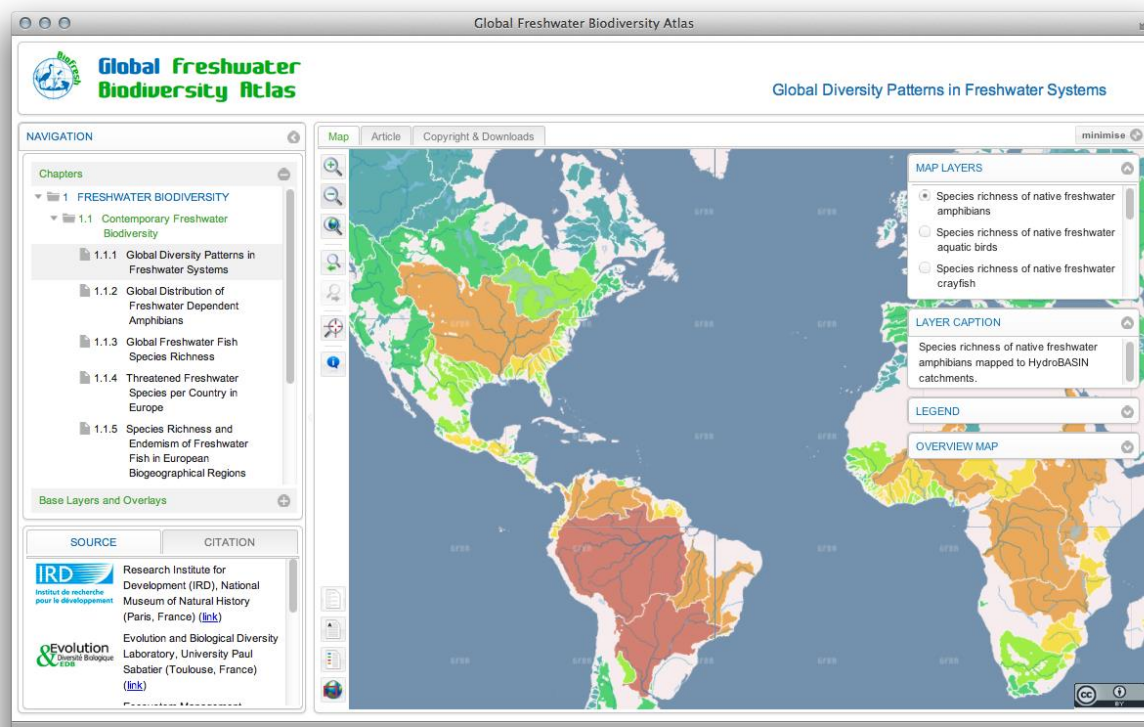 Global Freshwater Biodiversity Atlas
BioFresh
Global Freshwater
Biodiversity Atlas
Global Diversity Patterns in Freshwater Systems
NAVIGATION
Chapters
1 FRESHWATER BIODIVERSITY
1.1 Contemporary Freshwater
Biodiversity
1.1.1 Global Diversity Patterns in
Freshwater Systems
1.1.2 Global Distribution of
Freshwater Dependent
Amphibians
1.1.3 Global Freshwater Fish
Species Richness
1.1.4 Threatened Freshwater
Species per Country in
Europe
1.1.5 Species Richness and
Endemism of Freshwater
Fish in European
Biogeographical Regions
Base Layers and Overlays
SOURCE CITATION
IRD
Institut de recherche
pour le développement
Research Institute for
Development (IRD), National
Museum of Natural History
(Paris, France) (link)
&Evolution
Diversité Biologique
EDB
Evolution and Biological Diversity
Laboratory, University Paul
Sabatier (Toulouse, France)
(link)
Ecosystem Management
Map Article Copyright & Downloads
minimise
MAP LAYERS
Species richness of native freshwater
amphibians
Species richness of native freshwater
aquatic birds
Species richness of native freshwater
crayfish
LAYER CAPTION
Species richness of native freshwater
amphibians mapped to HydroBASIN
catchments.
LEGEND
OVERVIEW MAP
cc BY